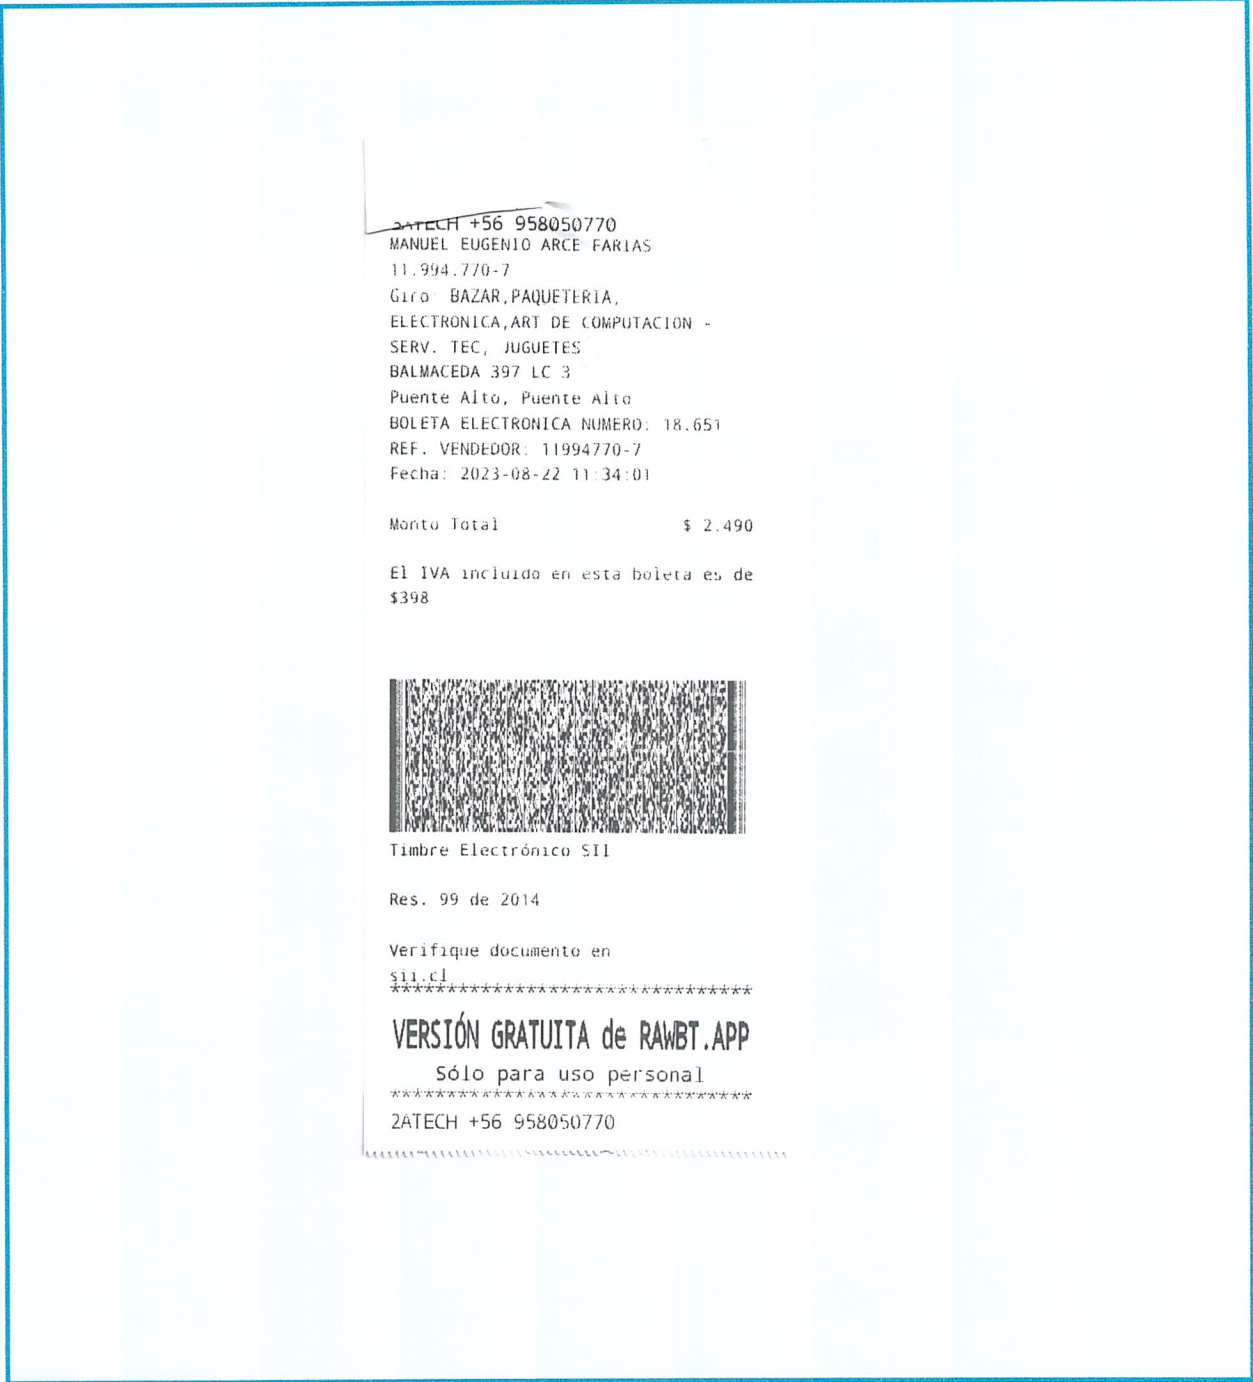 2ATECH +56 958050770
MANUEL EUGENIO ARCE FARIAS
11.994.770-7
Giro: BAZAR,PAQUETERIA,
ELECTRONICA,ART DE COMPUTACION -
SERV. TEC, JUGUETES
BALMACEDA 397 LC 3
Puente Alto, Puente Alto
BOLETA ELECTRONICA NUMERO: 18.651
REF. VENDEDOR: 11994770-7
Fecha: 2023-08-22 11:34:01
Monto Total $ 2.490
El IVA incluido en esta boleta es de
$398
Timbre Electrónico SII
Res. 99 de 2014
Verifique documento en
sii.cl
*******************************
VERSIÓN GRATUITA de RAWBT.APP
Sólo para uso personal
*******************************
2ATECH +56 958050770